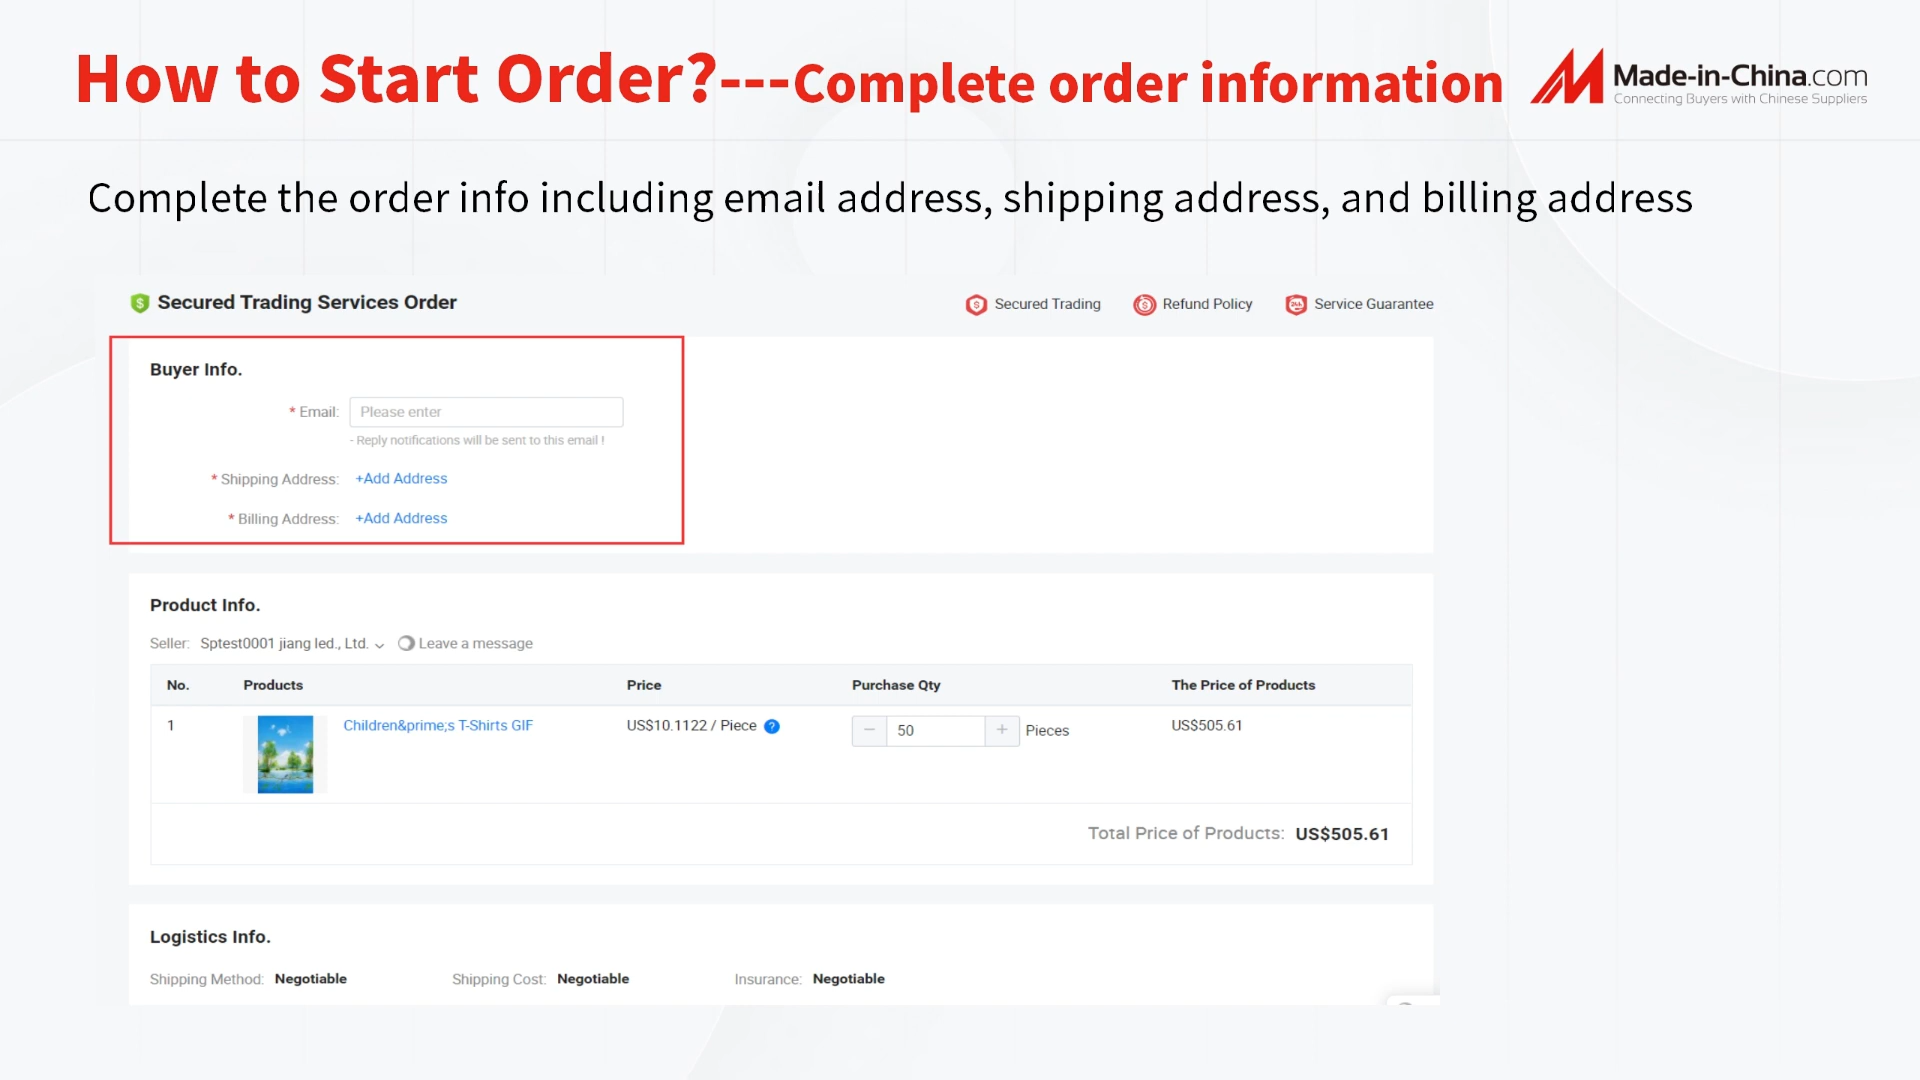 How to Start Order?---Complete order information
Made-in-China.com
Connecting Buyers with Chinese Suppliers
Complete the order info including email address, shipping address, and billing address
Secured Trading Services Order
Secured Trading
Refund Policy
Service Guarantee
Buyer Info.
* Email: Please enter
- Reply notifications will be sent to this email !
* Shipping Address: +Add Address
* Billing Address: +Add Address
Product Info.
Seller: Sptest0001 jiang led., Ltd. Leave a message
No. Products Price Purchase Qty The Price of Products
1 Children&prime;s T-Shirts GIF US$10.1122 / Piece ? − 50 + Pieces US$505.61
Total Price of Products: US$505.61
Logistics Info.
Shipping Method: Negotiable Shipping Cost: Negotiable Insurance: Negotiable